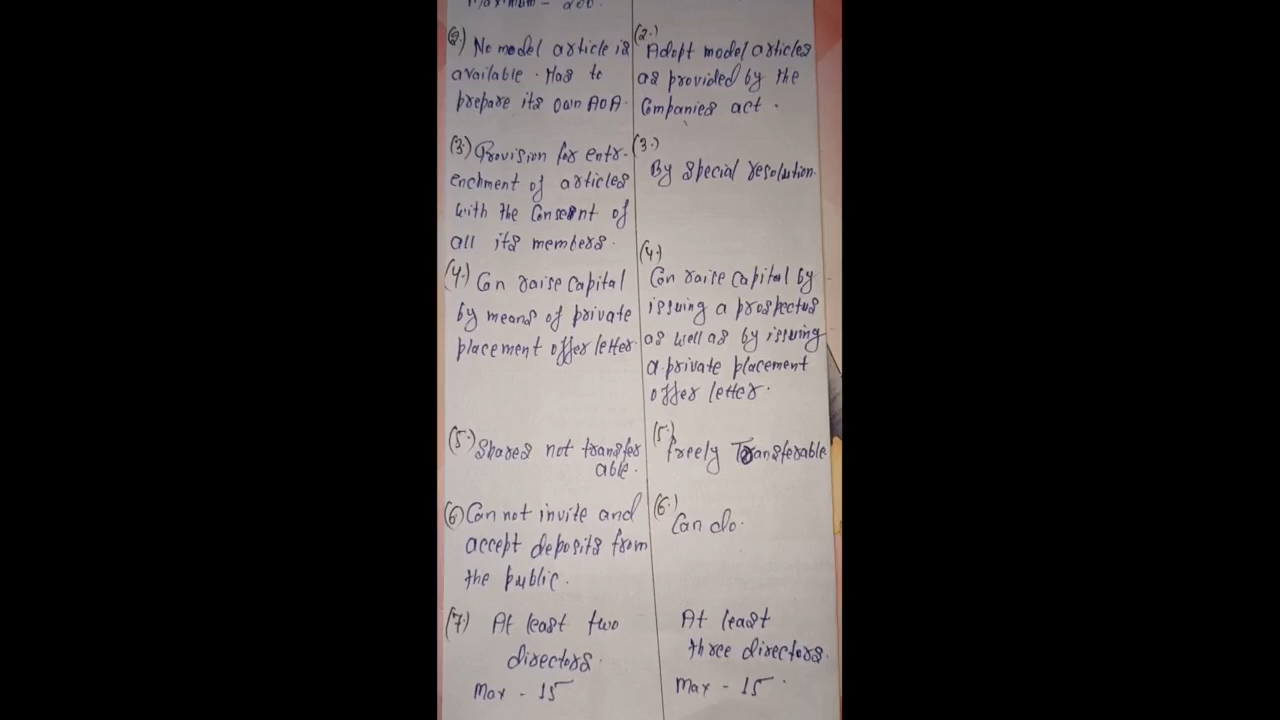 Maximum - 200.
(2.) No model article is
available. Has to
prepare its own AOA.
(3.) Provision for entr-
enchment of articles
with the consent of
all its members.
(4.) Can raise capital
by means of private
placement offer letter.
(5.) Shares not transfer
able.
(6) Can not invite and
accept deposits from
the public.
(7.) At least two
directors.
Max - 15
(2.)
Adopt model articles
as provided by the
Companies act.
(3.)
By special resolution.
(4.)
Can raise capital by
issuing a prospectus
as well as by issuing
a private placement
offer letter.
(5.)
freely Transferable
(6.)
Can do.
At least
three directors.
Max - 15.